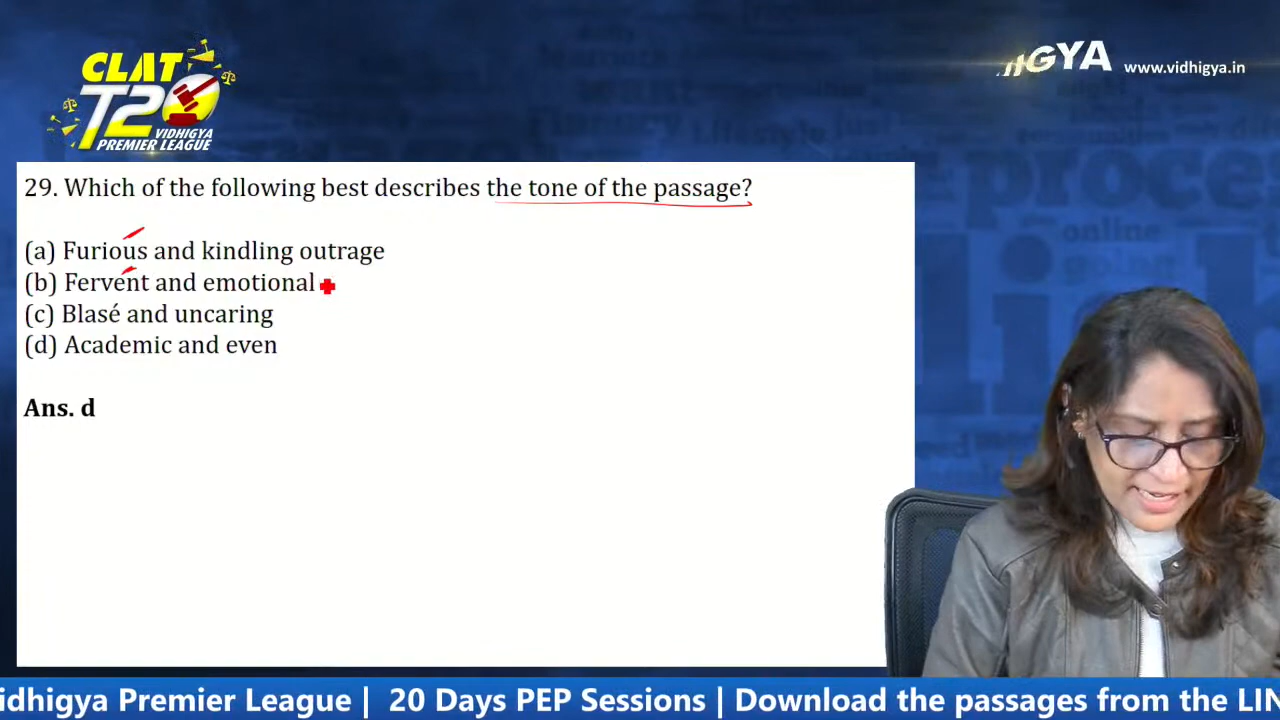 CLAT
T20
VIDHIGYA
PREMIER LEAGUE
GYA
www.vidhigya.in
29. Which of the following best describes the tone of the passage?
(a) Furious and kindling outrage
(b) Fervent and emotional
(c) Blasé and uncaring
(d) Academic and even
Ans. d
idhigya Premier League | 20 Days PEP Sessions | Download the passages from the LIN